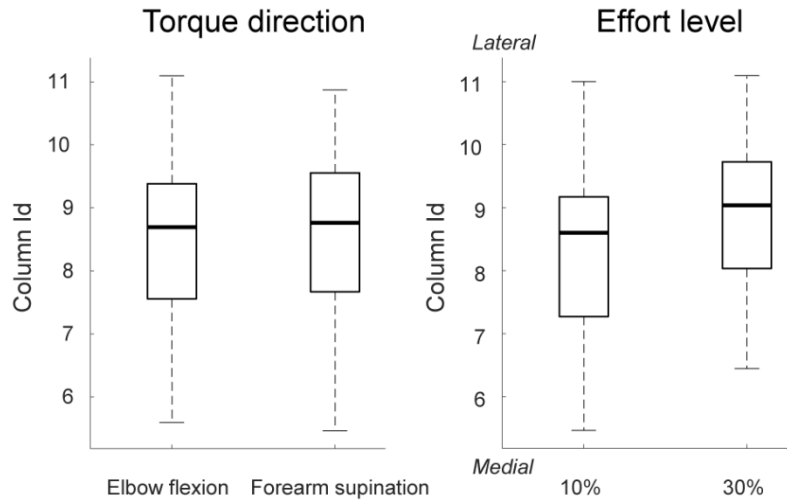 Torque direction
Column Id
11
10
9
8
7
6
Elbow flexion
Forearm supination
Effort level
Lateral
Column Id
11
10
9
8
7
6
Medial
10%
30%